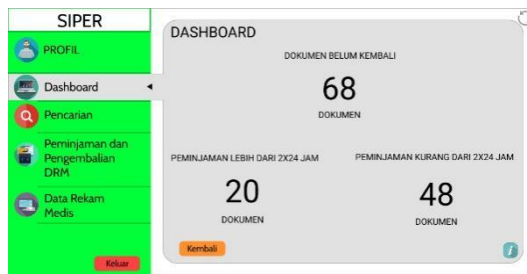 SIPER
PROFIL
Dashboard
Pencarian
Peminjaman dan
Pengembalian
DRM
Data Rekam
Medis
Keluar
DASHBOARD
DOKUMEN BELUM KEMBALI
68
DOKUMEN
PEMINJAMAN LEBIH DARI 2X24 JAM
20
DOKUMEN
PEMINJAMAN KURANG DARI 2X24 JAM
48
DOKUMEN
Kembali
i